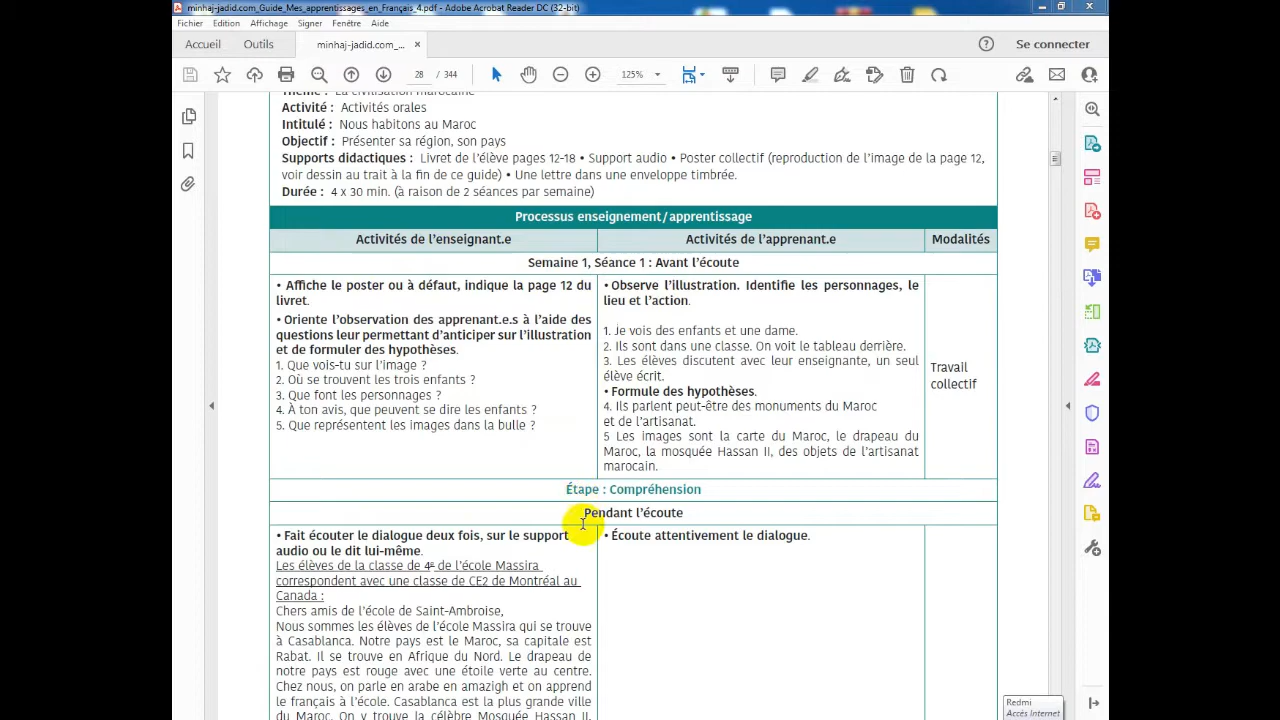 minhaj-jadid.com_Guide_Mes_apprentissages_en_Français_4.pdf - Adobe Acrobat Reader DC (32-bit)
Fichier Edition Affichage Signer Fenêtre Aide
Accueil Outils minhaj-jadid.com_... × Se connecter
28 / 344 125%
Thème : La civilisation marocaine
Activité : Activités orales
Intitulé : Nous habitons au Maroc
Objectif : Présenter sa région, son pays
Supports didactiques : Livret de l'élève pages 12-18 • Support audio • Poster collectif (reproduction de l'image de la page 12,
voir dessin au trait à la fin de ce guide) • Une lettre dans une enveloppe timbrée.
Durée : 4 x 30 min. (à raison de 2 séances par semaine)
Processus enseignement/apprentissage
Activités de l'enseignant.e Activités de l'apprenant.e Modalités
Semaine 1, Séance 1 : Avant l'écoute
• Affiche le poster ou à défaut, indique la page 12 du
livret.
• Oriente l'observation des apprenant.e.s à l'aide des
questions leur permettant d'anticiper sur l'illustration
et de formuler des hypothèses.
1. Que vois-tu sur l'image ?
2. Où se trouvent les trois enfants ?
3. Que font les personnages ?
4. À ton avis, que peuvent se dire les enfants ?
5. Que représentent les images dans la bulle ?
• Observe l'illustration. Identifie les personnages, le
lieu et l'action.
1. Je vois des enfants et une dame.
2. Ils sont dans une classe. On voit le tableau derrière.
3. Les élèves discutent avec leur enseignante, un seul
élève écrit.
• Formule des hypothèses.
4. Ils parlent peut-être des monuments du Maroc
et de l'artisanat.
5 Les images sont la carte du Maroc, le drapeau du
Maroc, la mosquée Hassan II, des objets de l'artisanat
marocain.
Travail
collectif
Étape : Compréhension
Pendant l'écoute
• Fait écouter le dialogue deux fois, sur le support
audio ou le dit lui-même.
Les élèves de la classe de 4e de l'école Massira
correspondent avec une classe de CE2 de Montréal au
Canada :
Chers amis de l'école de Saint-Ambroise,
Nous sommes les élèves de l'école Massira qui se trouve
à Casablanca. Notre pays est le Maroc, sa capitale est
Rabat. Il se trouve en Afrique du Nord. Le drapeau de
notre pays est rouge avec une étoile verte au centre.
Chez nous, on parle en arabe en amazigh et on apprend
le français à l'école. Casablanca est la plus grande ville
du Maroc. On y trouve la célèbre Mosquée Hassan II,
• Écoute attentivement le dialogue.
Redmi
Accès Internet